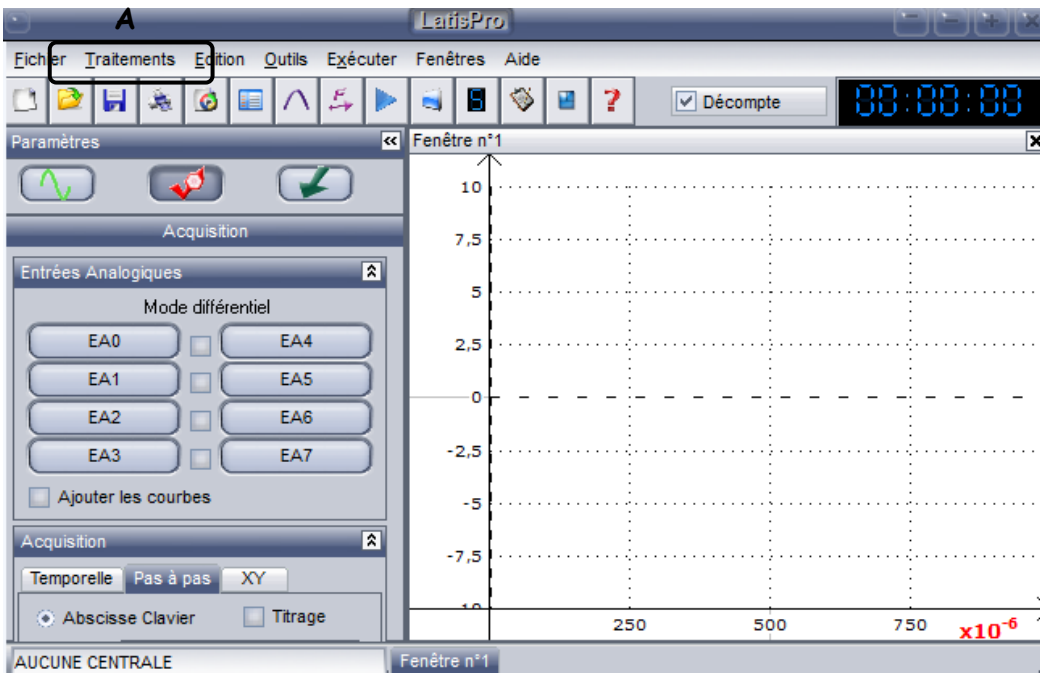 A
LatisPro
Fichier Traitements Edition Outils Exécuter Fenêtres Aide
Décompte 00:00:00
Paramètres
Fenêtre n°1
Acquisition
Entrées Analogiques
Mode différentiel
EA0 EA4
EA1 EA5
EA2 EA6
EA3 EA7
Ajouter les courbes
Acquisition
Temporelle Pas à pas XY
Abscisse Clavier Titrage
10
7,5
5
2,5
0
-2,5
-5
-7,5
-10
250 500 750 x10⁻⁶
AUCUNE CENTRALE
Fenêtre n°1